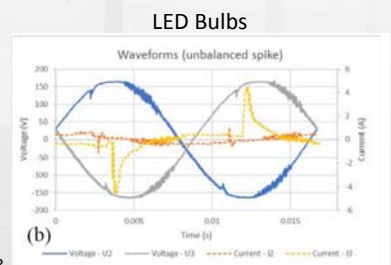 LED Bulbs
Waveforms (unbalanced spike)
200
150
100
50
0
-50
-100
-150
-200
Voltage (V)
6
4
2
0
-2
-4
-6
Current (A)
0
0.005
0.01
0.015
Time (s)
(b)
Voltage - U2
Voltage - U3
Current - I2
Current - I3